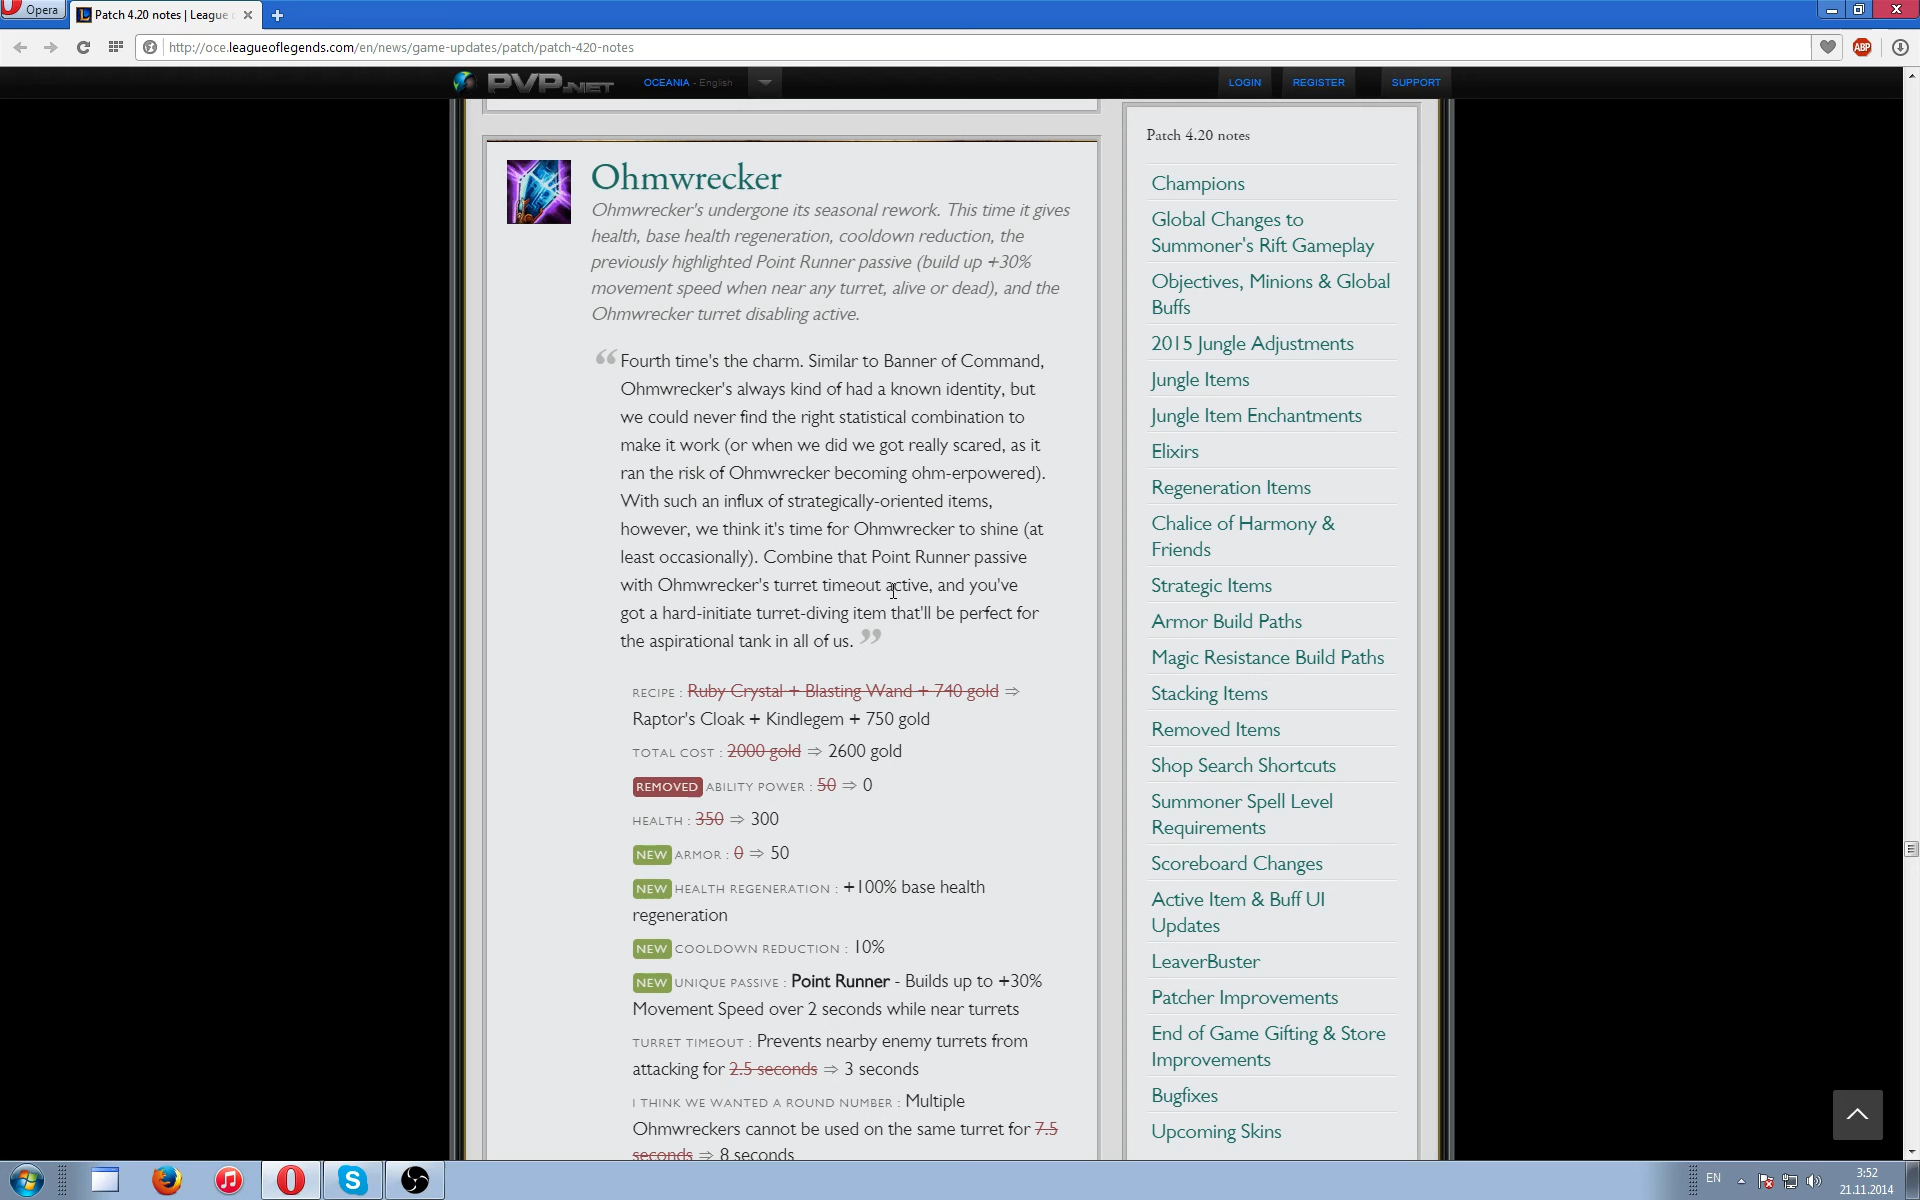 Opera
Patch 4.20 notes | League o
http://oce.leagueoflegends.com/en/news/game-updates/patch/patch-420-notes
ABP
PVP.NET
OCEANIA - English
LOGIN
REGISTER
SUPPORT
Ohmwrecker
Ohmwrecker's undergone its seasonal rework. This time it gives
health, base health regeneration, cooldown reduction, the
previously highlighted Point Runner passive (build up +30%
movement speed when near any turret, alive or dead), and the
Ohmwrecker turret disabling active.
“ Fourth time's the charm. Similar to Banner of Command,
Ohmwrecker's always kind of had a known identity, but
we could never find the right statistical combination to
make it work (or when we did we got really scared, as it
ran the risk of Ohmwrecker becoming ohm-erpowered).
With such an influx of strategically-oriented items,
however, we think it's time for Ohmwrecker to shine (at
least occasionally). Combine that Point Runner passive
with Ohmwrecker's turret timeout active, and you've
got a hard-initiate turret-diving item that'll be perfect for
the aspirational tank in all of us. ”
RECIPE : Ruby Crystal + Blasting Wand + 740 gold ⇒
Raptor's Cloak + Kindlegem + 750 gold
TOTAL COST : 2000 gold ⇒ 2600 gold
REMOVED ABILITY POWER : 50 ⇒ 0
HEALTH : 350 ⇒ 300
NEW ARMOR : 0 ⇒ 50
NEW HEALTH REGENERATION : +100% base health
regeneration
NEW COOLDOWN REDUCTION : 10%
NEW UNIQUE PASSIVE : Point Runner - Builds up to +30%
Movement Speed over 2 seconds while near turrets
TURRET TIMEOUT : Prevents nearby enemy turrets from
attacking for 2.5 seconds ⇒ 3 seconds
I THINK WE WANTED A ROUND NUMBER : Multiple
Ohmwreckers cannot be used on the same turret for 7.5
seconds ⇒ 8 seconds
Patch 4.20 notes
Champions
Global Changes to
Summoner's Rift Gameplay
Objectives, Minions & Global
Buffs
2015 Jungle Adjustments
Jungle Items
Jungle Item Enchantments
Elixirs
Regeneration Items
Chalice of Harmony &
Friends
Strategic Items
Armor Build Paths
Magic Resistance Build Paths
Stacking Items
Removed Items
Shop Search Shortcuts
Summoner Spell Level
Requirements
Scoreboard Changes
Active Item & Buff UI
Updates
LeaverBuster
Patcher Improvements
End of Game Gifting & Store
Improvements
Bugfixes
Upcoming Skins
EN
3:52
21.11.2014